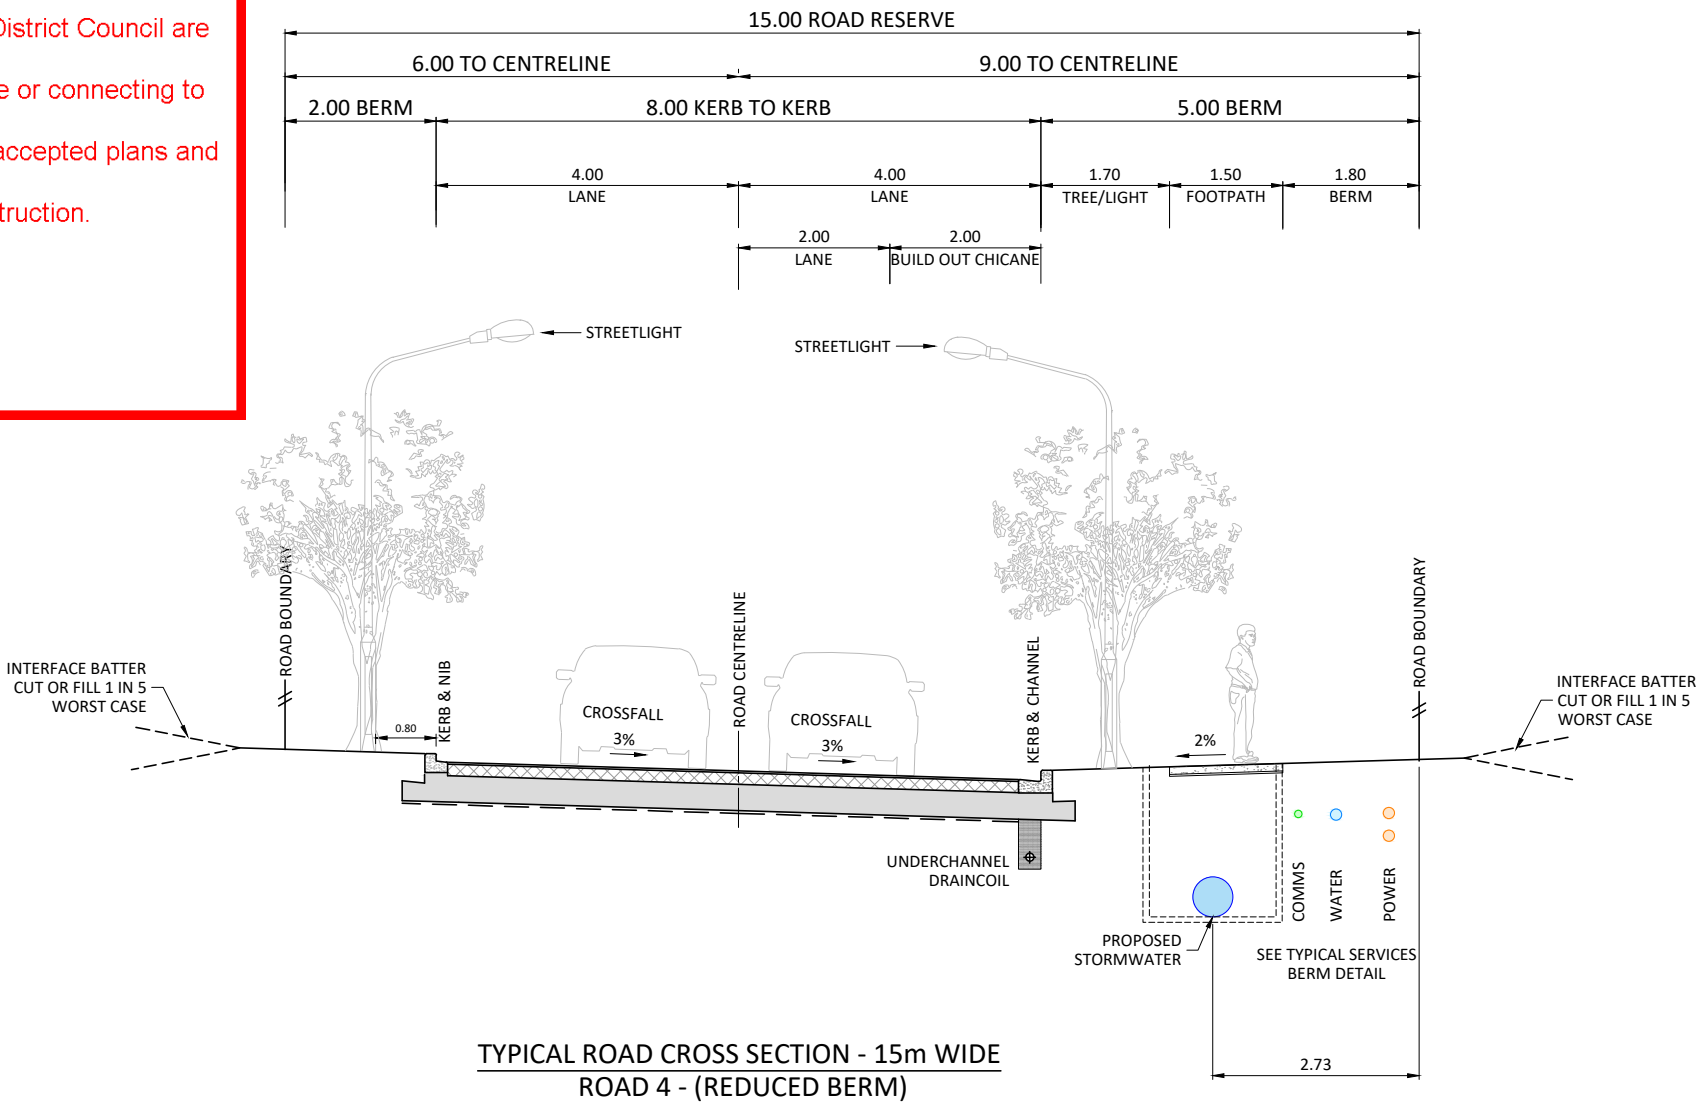 District Council are
e or connecting to
accepted plans and
truction.
15.00 ROAD RESERVE
6.00 TO CENTRELINE
9.00 TO CENTRELINE
2.00 BERM
8.00 KERB TO KERB
5.00 BERM
4.00
LANE
4.00
LANE
1.70
TREE/LIGHT
1.50
FOOTPATH
1.80
BERM
2.00
LANE
2.00
BUILD OUT CHICANE
STREETLIGHT
STREETLIGHT
ROAD BOUNDARY
KERB & NIB
ROAD CENTRELINE
KERB & CHANNEL
ROAD BOUNDARY
INTERFACE BATTER
CUT OR FILL 1 IN 5
WORST CASE
0.80
CROSSFALL
3%
CROSSFALL
3%
2%
INTERFACE BATTER
CUT OR FILL 1 IN 5
WORST CASE
UNDERCHANNEL
DRAINCOIL
COMMS
WATER
POWER
PROPOSED
STORMWATER
SEE TYPICAL SERVICES
BERM DETAIL
2.73
TYPICAL ROAD CROSS SECTION - 15m WIDE
ROAD 4 - (REDUCED BERM)